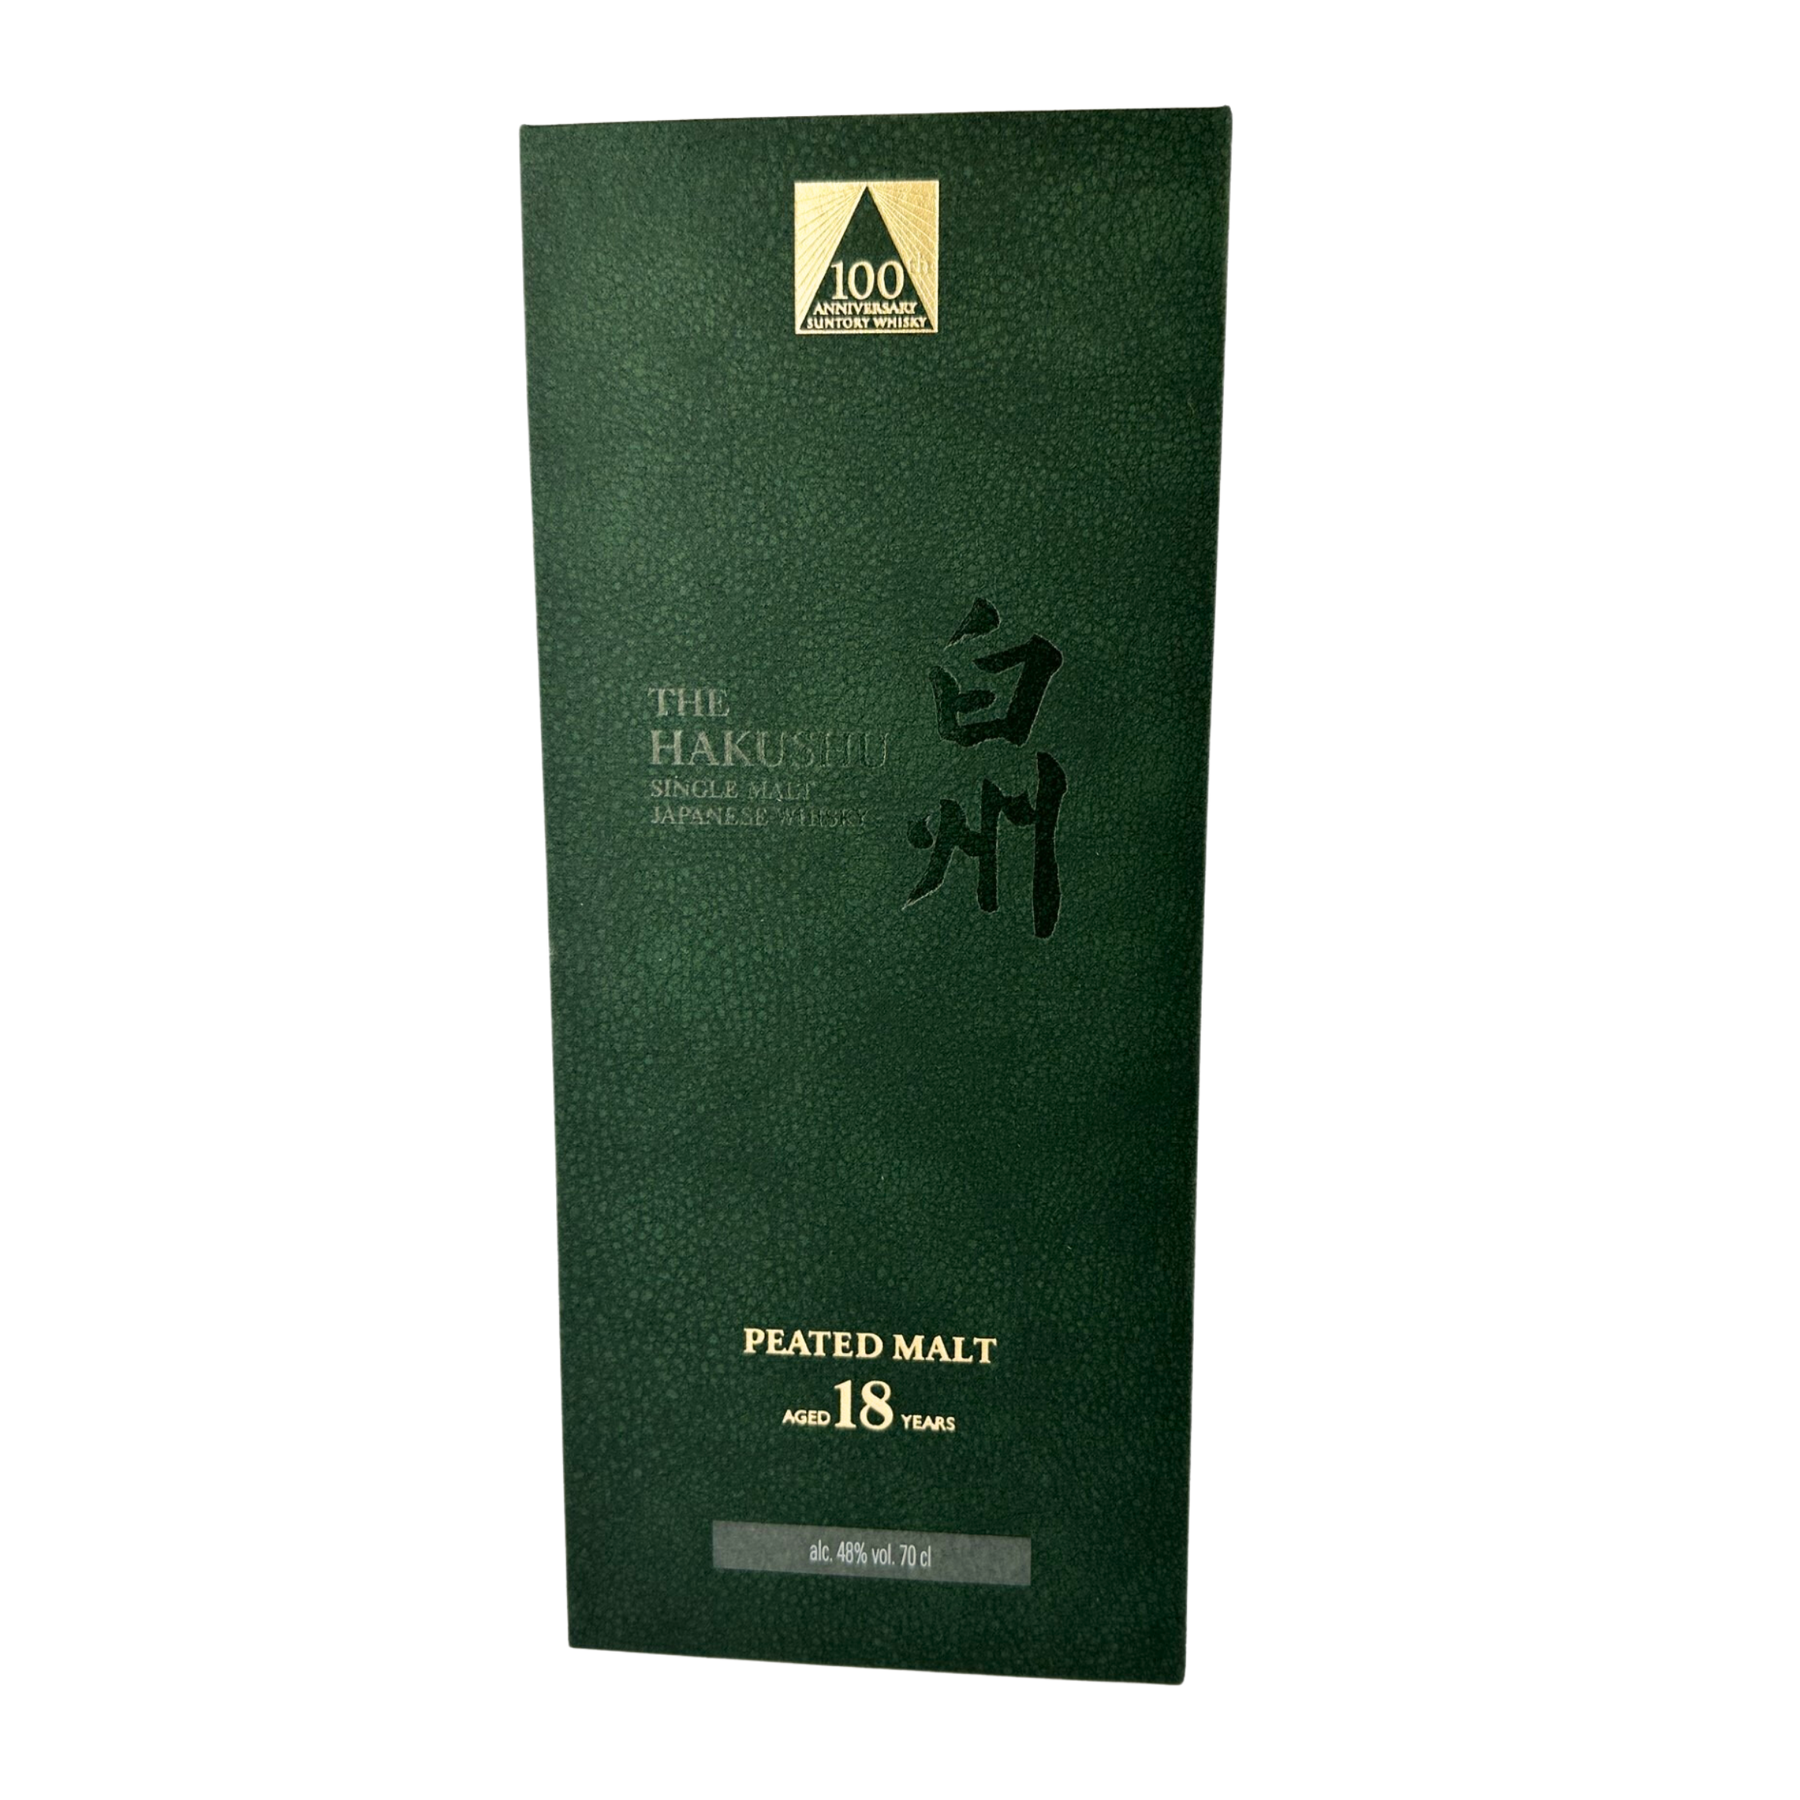 100th
ANNIVERSARY
SUNTORY WHISKY
白州
THE
HAKUSHU
SINGLE MALT
JAPANESE WHISKY
PEATED MALT
AGED 18 YEARS
alc. 48% vol. 70 cl